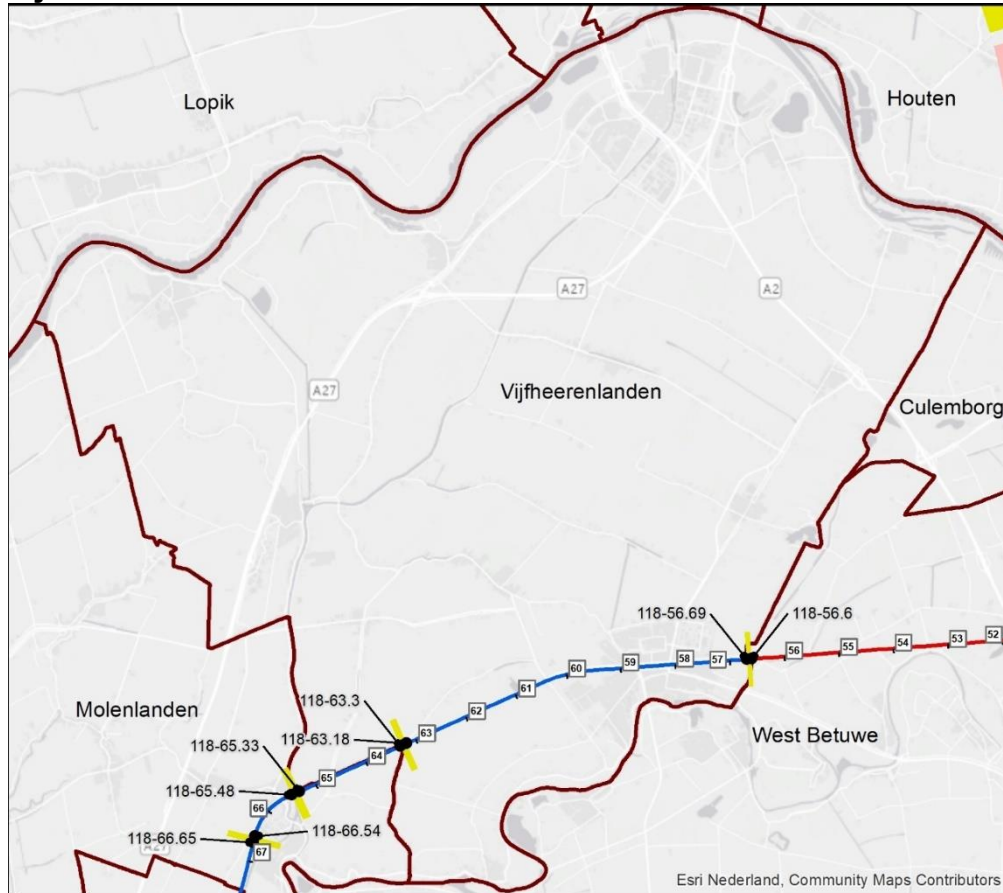 Lopik
Houten
A27
A2
A27
Vijfheerenlanden
Culemborg
118-56.69
118-56.6
52
53
54
55
56
57
58
59
60
61
62
63
64
65
66
67
Molenlanden
118-63.3
118-63.18
West Betuwe
118-65.33
118-65.48
118-66.65
118-66.54
A27
Esri Nederland, Community Maps Contributors